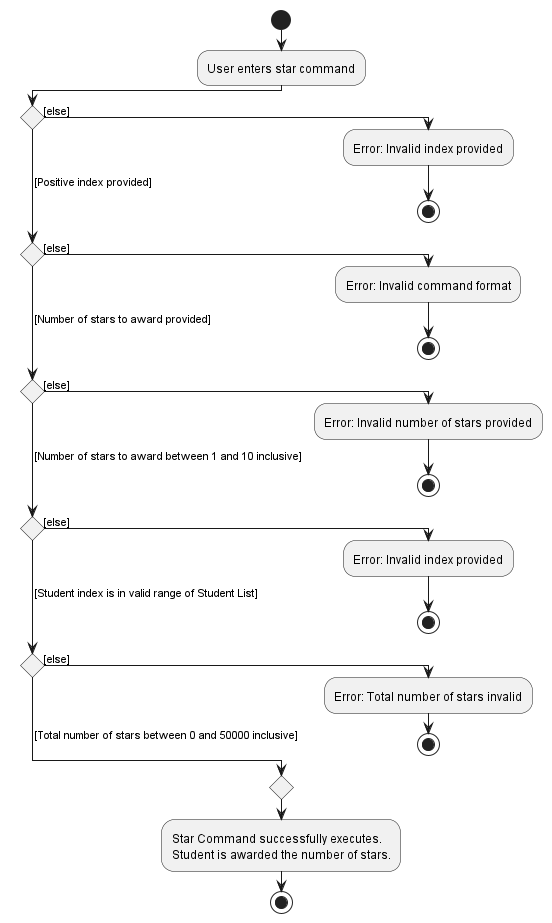 User enters star command
[else]
Error: Invalid index provided
[Positive index provided]
[else]
Error: Invalid command format
[Number of stars to award provided]
[else]
Error: Invalid number of stars provided
[Number of stars to award between 1 and 10 inclusive]
[else]
Error: Invalid index provided
[Student index is in valid range of Student List]
[else]
Error: Total number of stars invalid
[Total number of stars between 0 and 50000 inclusive]
Star Command successfully executes.
Student is awarded the number of stars.